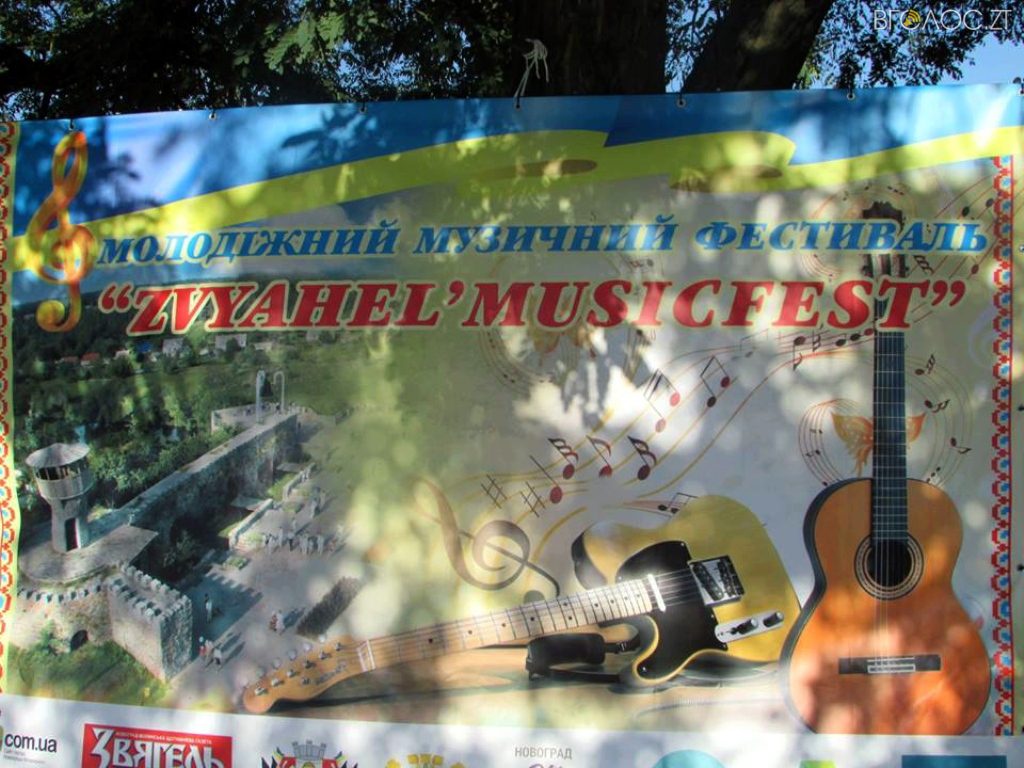 ВГОЛОС.ZT
МОЛОДІЖНИЙ МУЗИЧНИЙ ФЕСТИВАЛЬ
"ZVYAHEL'MUSICFEST"
com.ua
ЗВЯГЕЛЬ
НОВОГРАД